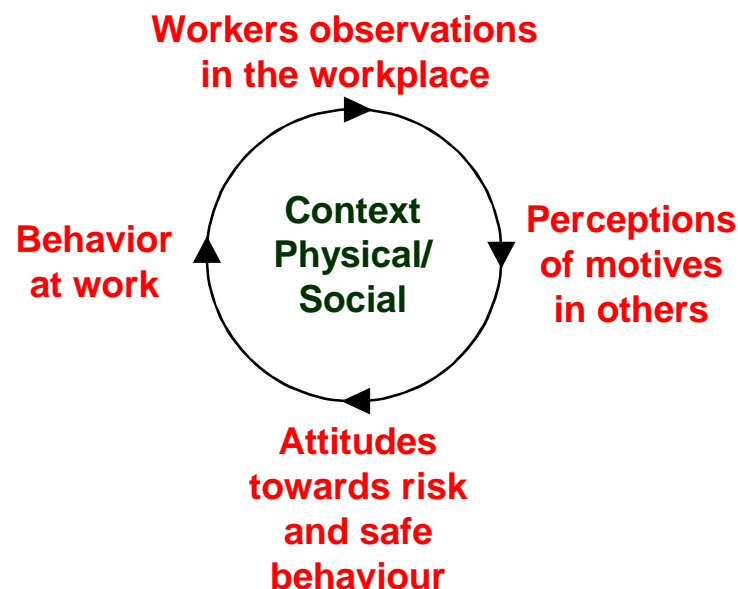 Workers observations
in the workplace
Context
Physical/
Social
Behavior
at work
Perceptions
of motives
in others
Attitudes
towards risk
and safe
behaviour